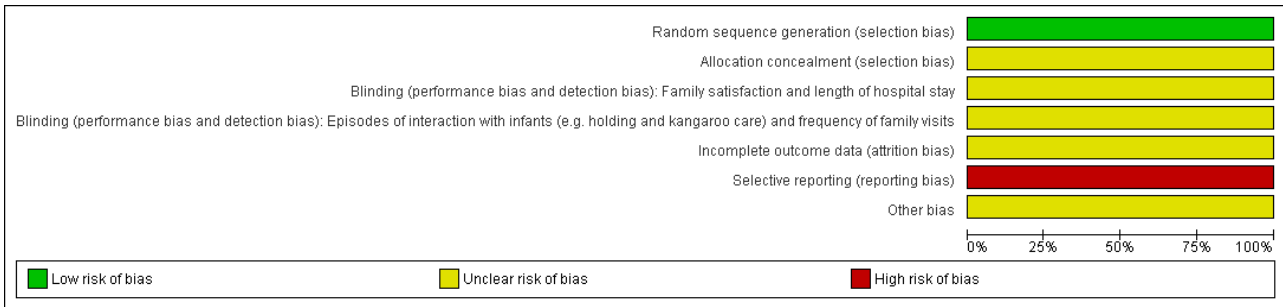 Random sequence generation (selection bias)
Allocation concealment (selection bias)
Blinding (performance bias and detection bias): Family satisfaction and length of hospital stay
Blinding (performance bias and detection bias): Episodes of interaction with infants (e.g. holding and kangaroo care) and frequency of family visits
Incomplete outcome data (attrition bias)
Selective reporting (reporting bias)
Other bias
0% 25% 50% 75% 100%
Low risk of bias Unclear risk of bias High risk of bias